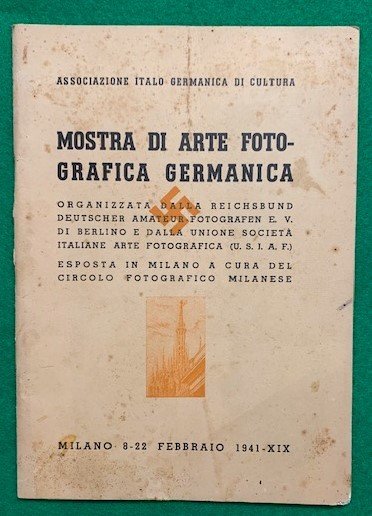 ASSOCIAZIONE ITALO GERMANICA DI CULTURA
MOSTRA DI ARTE FOTO-
GRAFICA GERMANICA
ORGANIZZATA DALLA REICHSBUND
DEUTSCHER AMATEUR-FOTOGRAFEN E. V.
DI BERLINO E DALLA UNIONE SOCIETÀ
ITALIANE ARTE FOTOGRAFICA (U. S. I. A. F.)
ESPOSTA IN MILANO A CURA DEL
CIRCOLO FOTOGRAFICO MILANESE
MILANO 8-22 FEBBRAIO 1941-XIX